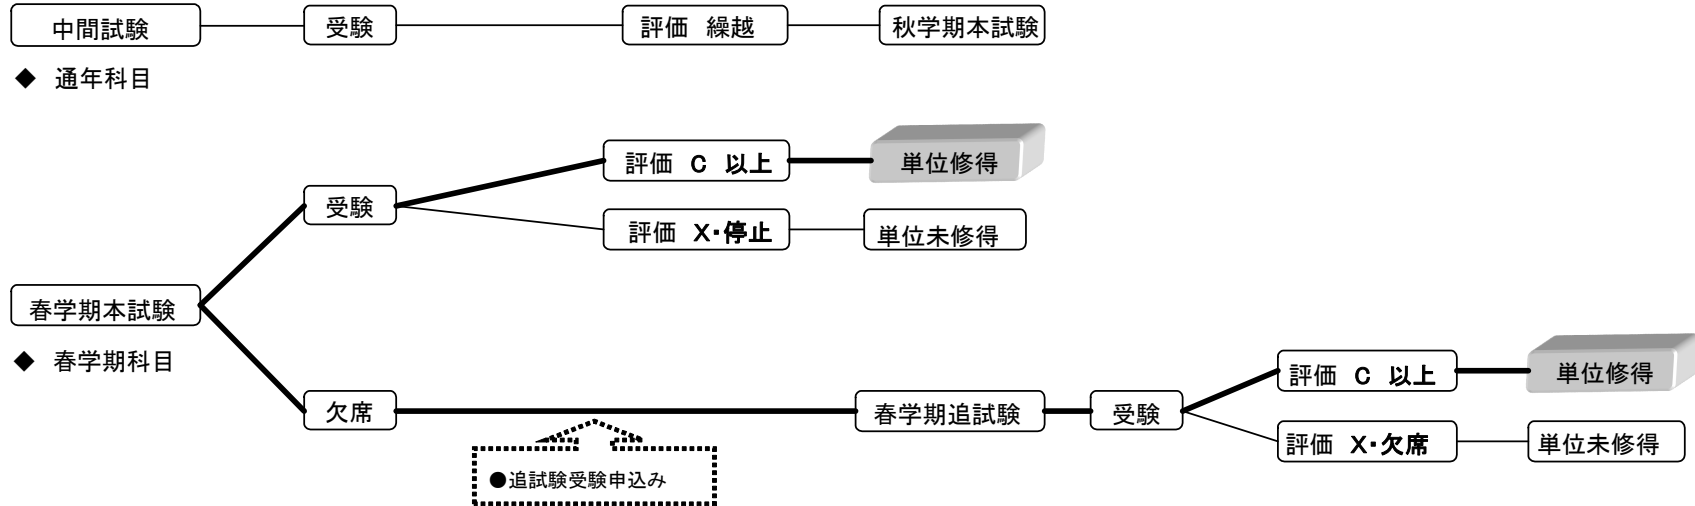 中間試験 受験 評価 繰越 秋学期本試験
◆ 通年科目
評価 C 以上 単位修得
受験
評価 X・停止 単位未修得
春学期本試験
◆ 春学期科目
評価 C 以上 単位修得
欠席 春学期追試験 受験
評価 X・欠席 単位未修得
●追試験受験申込み